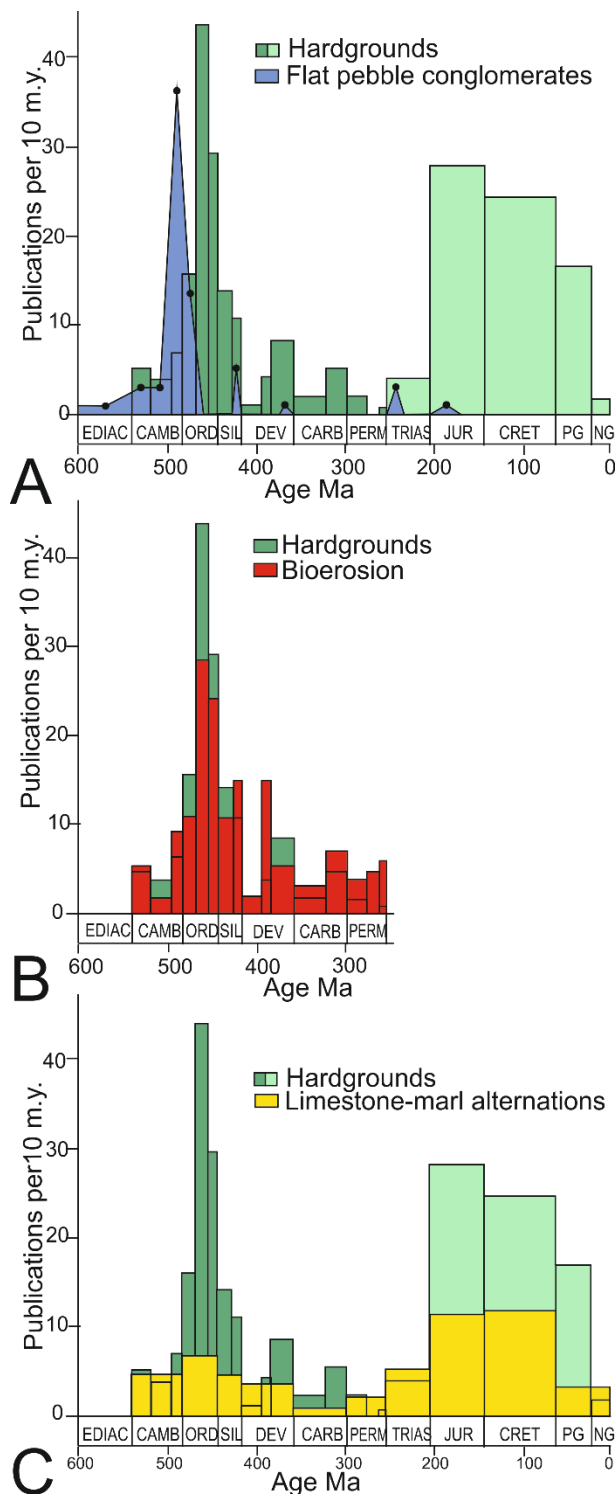 Hardgrounds
Flat pebble conglomerates
Publications per 10 m.y.
40
30
20
10
0
EDIAC CAMB ORD SIL DEV CARB PERM TRIAS JUR CRET PG NG
600 500 400 300 200 100 0
Age Ma
A
Hardgrounds
Bioerosion
Publications per 10 m.y.
40
30
20
10
0
EDIAC CAMB ORD SIL DEV CARB PERM
600 500 400 300
Age Ma
B
Hardgrounds
Limestone-marl alternations
Publications per10 m.y.
40
30
20
10
0
EDIAC CAMB ORD SIL DEV CARB PERM TRIAS JUR CRET PG NG
600 500 400 300 200 100 0
Age Ma
C